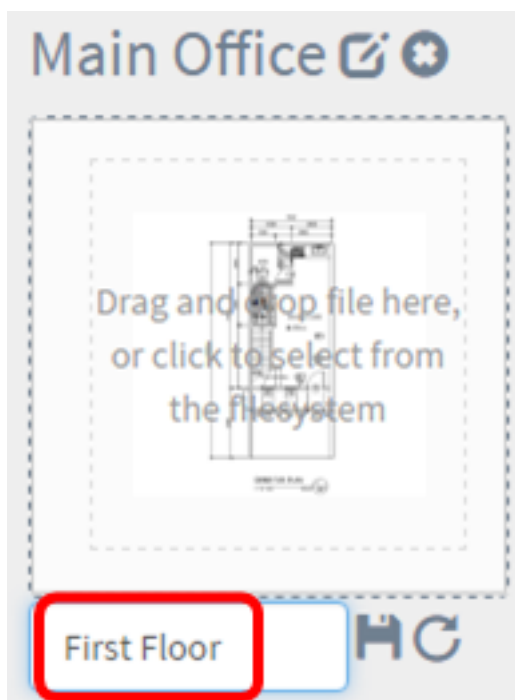 Main Office
Drag and drop file here,
or click to select from
the filesystem
First Floor